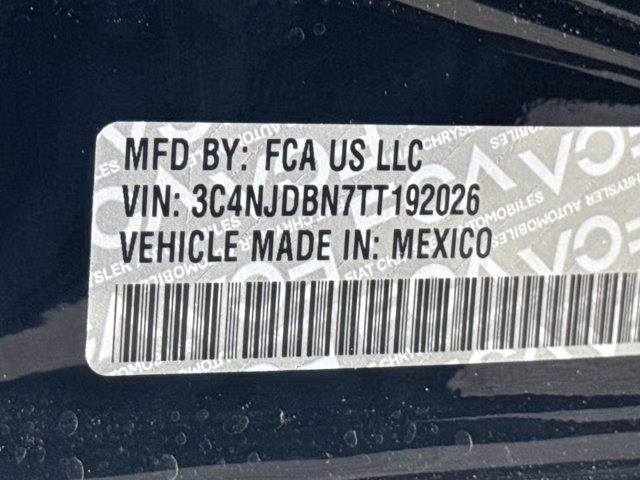 MFD BY: FCA US LLC
VIN: 3C4NJDBN7TT192026
VEHICLE MADE IN: MEXICO